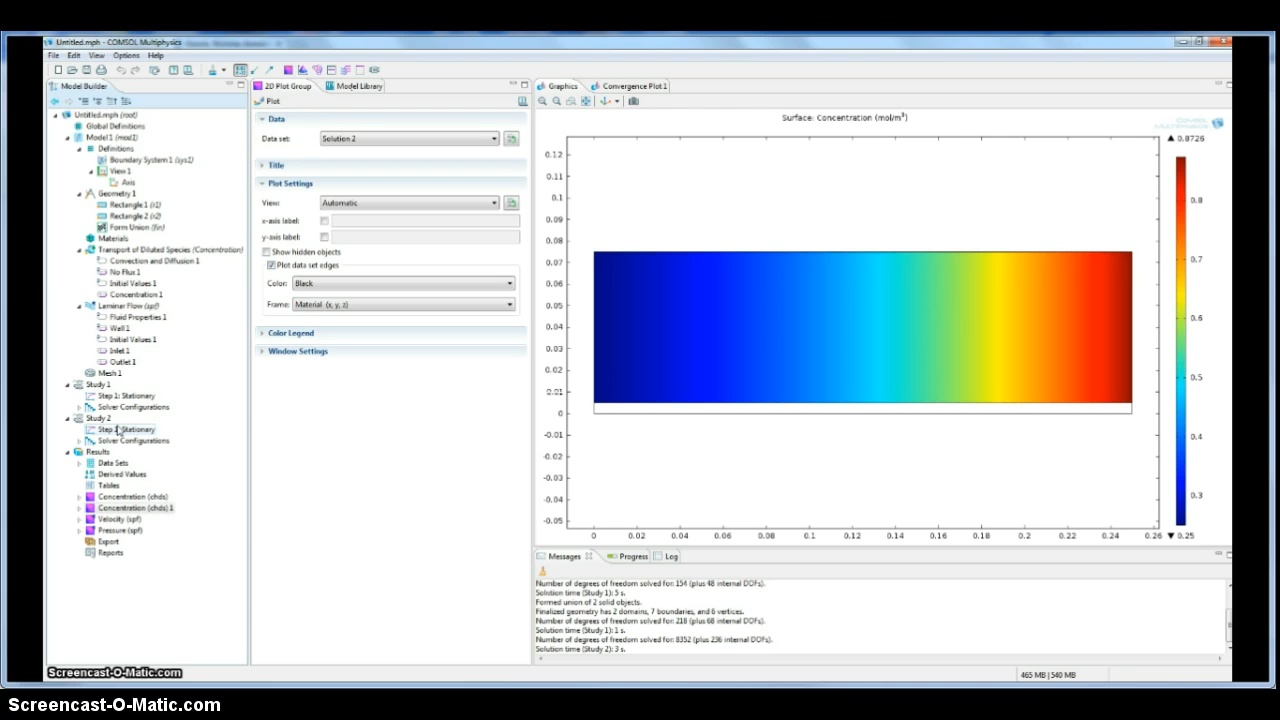 Untitled.mph - COMSOL Multiphysics
File Edit View Options Help
Model Builder
Untitled.mph (root)
Global Definitions
Model 1 (mod1)
Definitions
Boundary System 1 (sys1)
View 1
Axis
Geometry 1
Rectangle 1 (r1)
Rectangle 2 (r2)
Form Union (fin)
Materials
Transport of Diluted Species (Concentration)
Convection and Diffusion 1
No Flux 1
Initial Values 1
Concentration 1
Laminar Flow (spf)
Fluid Properties 1
Wall 1
Initial Values 1
Inlet 1
Outlet 1
Mesh 1
Study 1
Step 1: Stationary
Solver Configurations
Study 2
Step Stationary
Solver Configurations
Results
Data Sets
Derived Values
Tables
Concentration (chds)
Concentration (chds) 1
Velocity (spf)
Pressure (spf)
Export
Reports
2D Plot Group Model Library
Plot
Data
Data set: Solution 2
Title
Plot Settings
View: Automatic
x-axis label:
y-axis label:
Show hidden objects
Plot data set edges
Color: Black
Frame: Material (x, y, z)
Color Legend
Window Settings
Graphics Convergence Plot 1
Surface: Concentration (mol/m³)
COMSOL
MULTIPHYSICS
▲ 0.8726
0.12
0.11
0.1
0.09
0.08
0.07
0.06
0.05
0.04
0.03
0.02
0.01
0
-0.01
-0.02
-0.03
-0.04
-0.05
0 0.02 0.04 0.06 0.08 0.1 0.12 0.14 0.16 0.18 0.2 0.22 0.24 0.26
0.8
0.7
0.6
0.5
0.4
0.3
▼ 0.25
Messages Progress Log
Number of degrees of freedom solved for: 154 (plus 48 internal DOFs).
Solution time (Study 1): 5 s.
Formed union of 2 solid objects.
Finalized geometry has 2 domains, 7 boundaries, and 6 vertices.
Number of degrees of freedom solved for: 218 (plus 68 internal DOFs).
Solution time (Study 1): 1 s.
Number of degrees of freedom solved for: 8352 (plus 236 internal DOFs).
Solution time (Study 2): 3 s.
465 MB | 540 MB
Screencast-O-Matic.com
Screencast-O-Matic.com